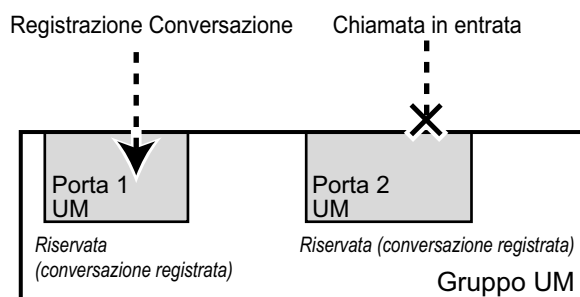 Registrazione Conversazione
Chiamata in entrata
Porta 1
UM
Porta 2
UM
Riservata
(conversazione registrata)
Riservata (conversazione registrata)
Gruppo UM